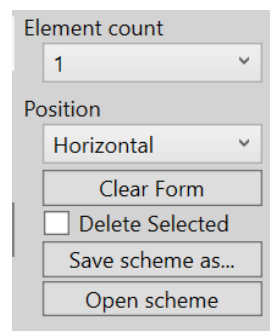 Element count
1
Position
Horizontal
Clear Form
Delete Selected
Save scheme as...
Open scheme